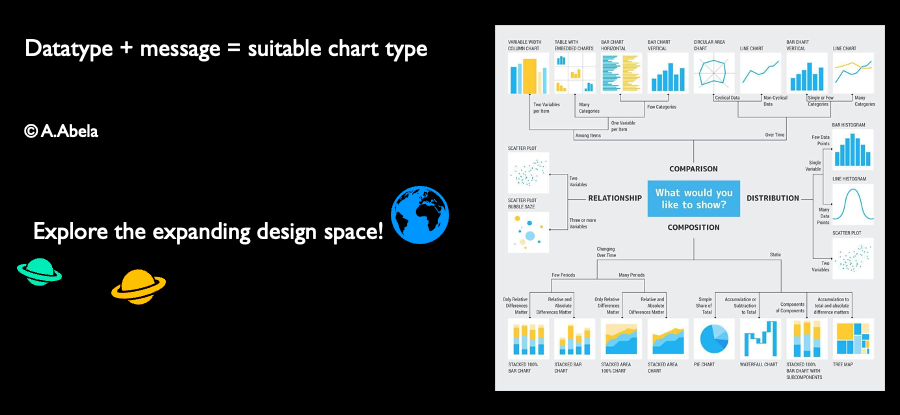 Datatype + message = suitable chart type
© A.Abela
Explore the expanding design space!
VARIABLE WIDTH
COLUMN CHART
TABLE WITH
EMBEDDED CHARTS
BAR CHART
HORIZONTAL
BAR CHART
VERTICAL
CIRCULAR AREA
CHART
LINE CHART
BAR CHART
VERTICAL
LINE CHART
Two Variables
per Item
Many
Categories
Few Categories
Cyclical Data
Non-Cyclical
Data
Single or Few
Categories
Many
Categories
One Variable
per Item
Among Items
Over Time
COMPARISON
SCATTER PLOT
Two
Variables
SCATTER PLOT
BUBBLE SAZE
Three or more
Variables
RELATIONSHIP
What would you
like to show?
DISTRIBUTION
BAR HISTOGRAM
Few Data
Points
Single
Variable
LINE HISTOGRAM
Many
Data
Points
SCATTER PLOT
Two
Variables
COMPOSITION
Changing
Over Time
Static
Few Periods
Many Periods
Only Relative
Differences
Matter
Relative and
Absolute
Differences Matter
Only Relative
Differences
Matter
Relative and
Absolute
Differences Matter
Simple
Share of
Total
Accumulation or
Subtraction
to Total
Components
of Components
Accumulation to
total and absolute
difference matters
STACKED 100%
BAR CHART
STACKED BAR
CHART
STACKED AREA
100% CHART
STACKED AREA
CHART
PIE CHART
WATERFALL CHART
STACKED 100%
BAR CHART WITH
SUBCOMPONENTS
TREE MAP